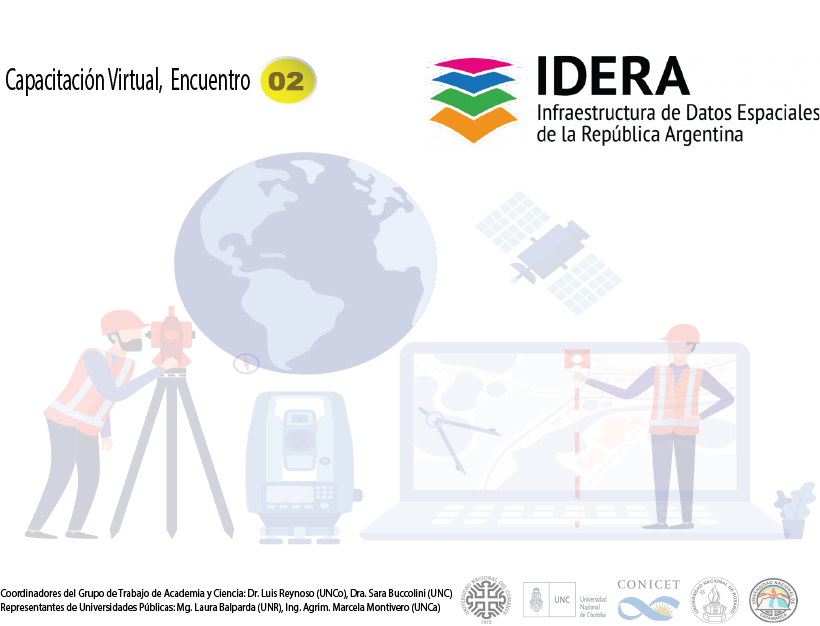 Capacitación Virtual, Encuentro 02
IDERA
Infraestructura de Datos Espaciales
de la República Argentina
Coordinadores del Grupo de Trabajo de Academia y Ciencia: Dr. Luis Reynoso (UNCo), Dra. Sara Buccolini (UNC)
Representantes de Universidades Públicas: Mg. Laura Balparda (UNR), Ing. Agrim. Marcela Montivero (UNCa)
UNC
Universidad
Nacional
de Córdoba
CONICET